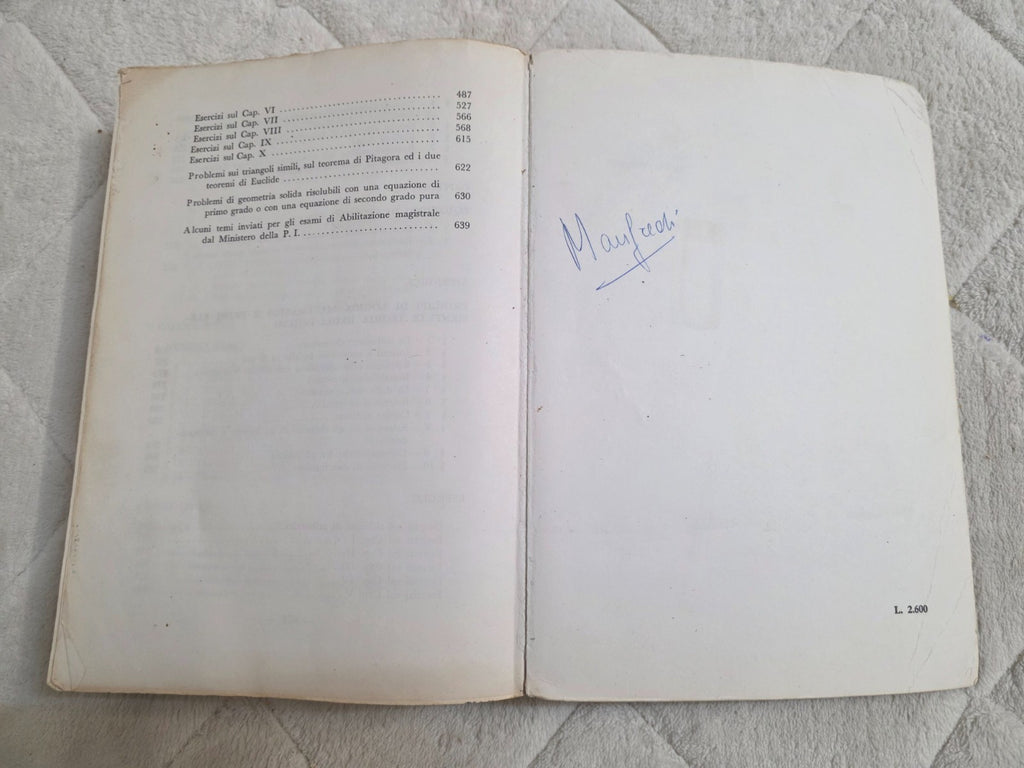 Esercizi sul Cap. VI ........................................ 487
Esercizi sul Cap. VII ........................................ 527
Esercizi sul Cap. VIII ........................................ 566
Esercizi sul Cap. IX ........................................ 568
Esercizi sul Cap. X ........................................ 615
Problemi sui triangoli simili, sul teorema di Pitagora ed i due
teoremi di Euclide ........................................ 622
Problemi di geometria solida risolubili con una equazione di
primo grado o con una equazione di secondo grado pura 630
Alcuni temi inviati per gli esami di Abilitazione magistrale
dal Ministero della P. I. ........................................ 639
Manfredi
L. 2.600